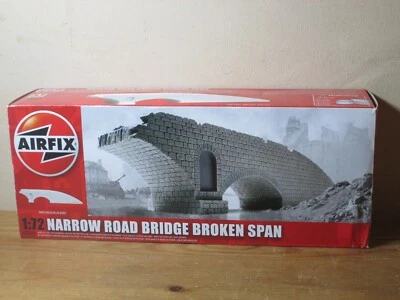 AIRFIX
1:72 NARROW ROAD BRIDGE BROKEN SPAN